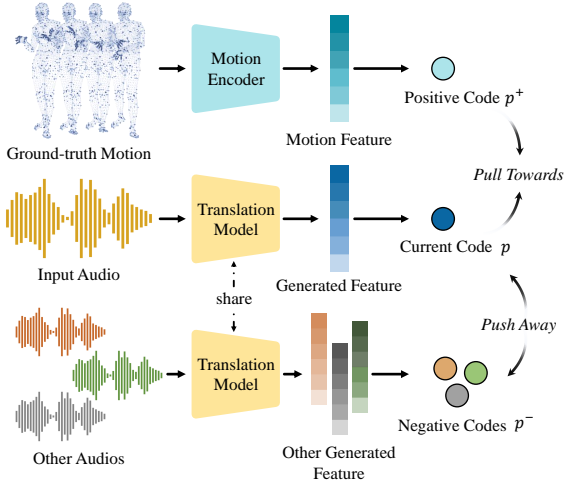 Motion
Encoder
Positive Code p⁺
Motion Feature
Ground-truth Motion
Pull Towards
Translation
Model
Current Code p
Input Audio
Generated Feature
share
Push Away
Translation
Model
Negative Codes p⁻
Other Audios
Other Generated
Feature